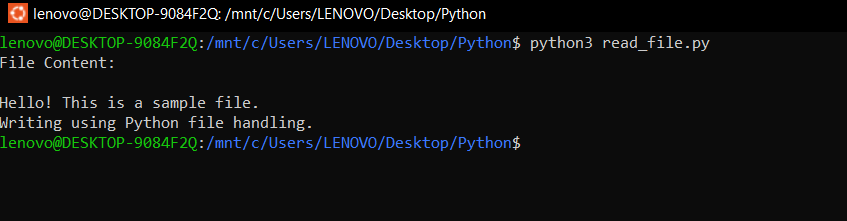 lenovo@DESKTOP-9084F2Q: /mnt/c/Users/LENOVO/Desktop/Python
lenovo@DESKTOP-9084F2Q:/mnt/c/Users/LENOVO/Desktop/Python$ python3 read_file.py
File Content:

Hello! This is a sample file.
Writing using Python file handling.
lenovo@DESKTOP-9084F2Q:/mnt/c/Users/LENOVO/Desktop/Python$